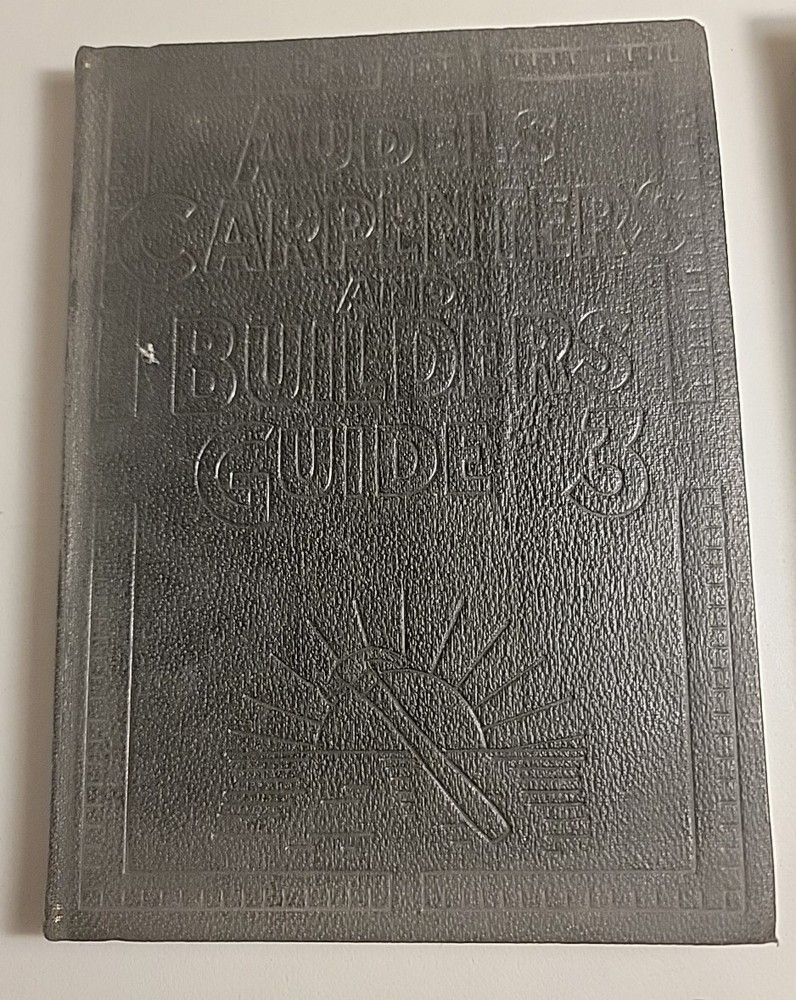 AUDELS
CARPENTERS
AND
BUILDERS
GUIDE #3